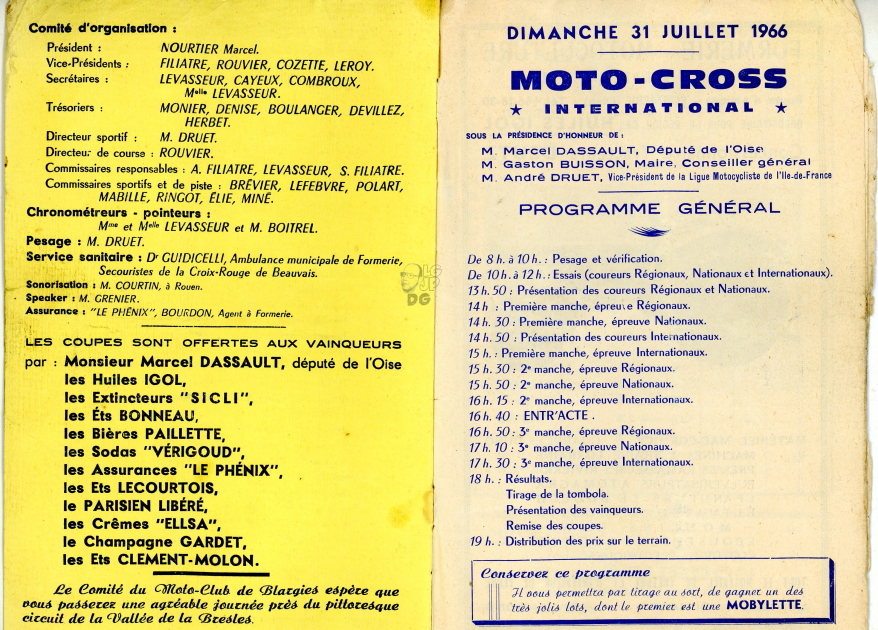 Comité d'organisation :
Président : NOURTIER Marcel.
Vice-Présidents : FILIATRE, ROUVIER, COZETTE, LEROY.
Secrétaires : LEVASSEUR, CAYEUX, COMBROUX,
Melle LEVASSEUR.
Trésoriers : MONIER, DENISE, BOULANGER, DEVILLEZ,
HERBET.
Directeur sportif : M. DRUET.
Directeur de course : ROUVIER.
Commissaires responsables : A. FILIATRE, LEVASSEUR, S. FILIATRE.
Commissaires sportifs et de piste : BRÉVIER, LEFEBVRE, POLART,
MABILLE, RINGOT, ÉLIE, MINÉ.
Chronométreurs - pointeurs :
Mme et Melle LEVASSEUR et M. BOITREL.
Pesage : M. DRUET.
Service sanitaire : Dr GUIDICELLI, Ambulance municipale de Formerie,
Secouristes de la Croix-Rouge de Beauvais.
Sonorisation : M. COURTIN, à Rouen.
Speaker : M. GRENIER.
Assurance : "LE PHÉNIX", BOURDON, Agent à Formerie.
LES COUPES SONT OFFERTES AUX VAINQUEURS
par : Monsieur Marcel DASSAULT, député de l'Oise
les Huiles IGOL,
les Extincteurs "SICLI",
les Éts BONNEAU,
les Bières PAILLETTE,
les Sodas "VÉRIGOUD",
les Assurances "LE PHÉNIX",
les Ets LECOURTOIS,
le PARISIEN LIBÉRÉ,
les Crêmes "ELLSA",
le Champagne GARDET,
les Ets CLEMENT-MOLON.
Le Comité du Moto-Club de Blargies espère que
vous passerez une agréable journée près du pittoresque
circuit de la Vallée de la Bresles.
LG
JP
DG
DIMANCHE 31 JUILLET 1966
MOTO-CROSS
★ INTERNATIONAL ★
SOUS LA PRÉSIDENCE D'HONNEUR DE :
M. Marcel DASSAULT, Député de l'Oise
M. Gaston BUISSON, Maire, Conseiller général
M. André DRUET, Vice-Président de la Ligue Motocycliste de l'Ile-de-France
PROGRAMME GÉNÉRAL
De 8 h. à 10 h. : Pesage et vérification.
De 10 h. à 12 h. : Essais (coureurs Régionaux, Nationaux et Internationaux).
13 h. 50 : Présentation des coureurs Régionaux et Nationaux.
14 h : Première manche, épreuve Régionaux.
14 h. 30 : Première manche, épreuve Nationaux.
14 h. 50 : Présentation des coureurs Internationaux.
15 h. : Première manche, épreuve Internationaux.
15 h. 30 : 2e manche, épreuve Régionaux.
15 h. 50 : 2e manche, épreuve Nationaux.
16 h. 15 : 2e manche, épreuve Internationaux.
16 h. 40 : ENTR'ACTE .
16 h. 50 : 3e manche, épreuve Régionaux.
17 h. 10 : 3e manche, épreuve Nationaux.
17 h. 30 : 3e manche, épreuve Internationaux.
18 h. : Résultats.
Tirage de la tombola.
Présentation des vainqueurs.
Remise des coupes.
19 h. : Distribution des prix sur le terrain.
Conservez ce programme
Il vous permettra par tirage au sort, de gagner un des
très jolis lots, dont le premier est une MOBYLETTE.